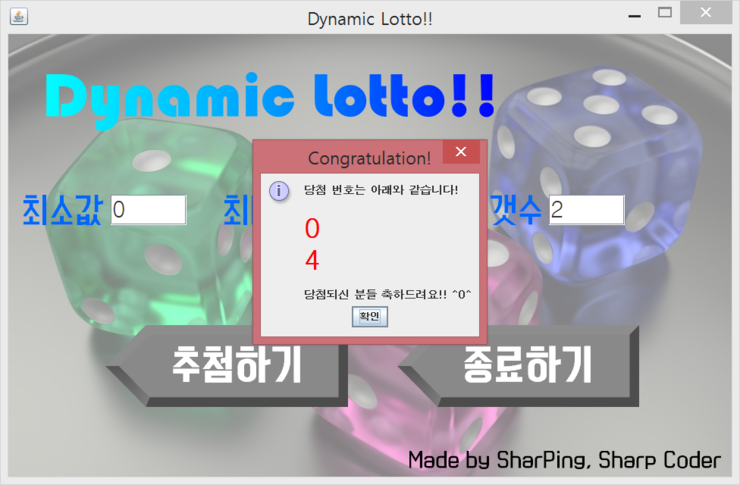 Dynamic Lotto!!
Dynamic Lotto!!
Congratulation!
당첨 번호는 아래와 같습니다!
최소값 0
갯수 2
0
4
당첨되신 분들 축하드려요!! ^0^
확인
추첨하기
종료하기
Made by SharPing, Sharp Coder